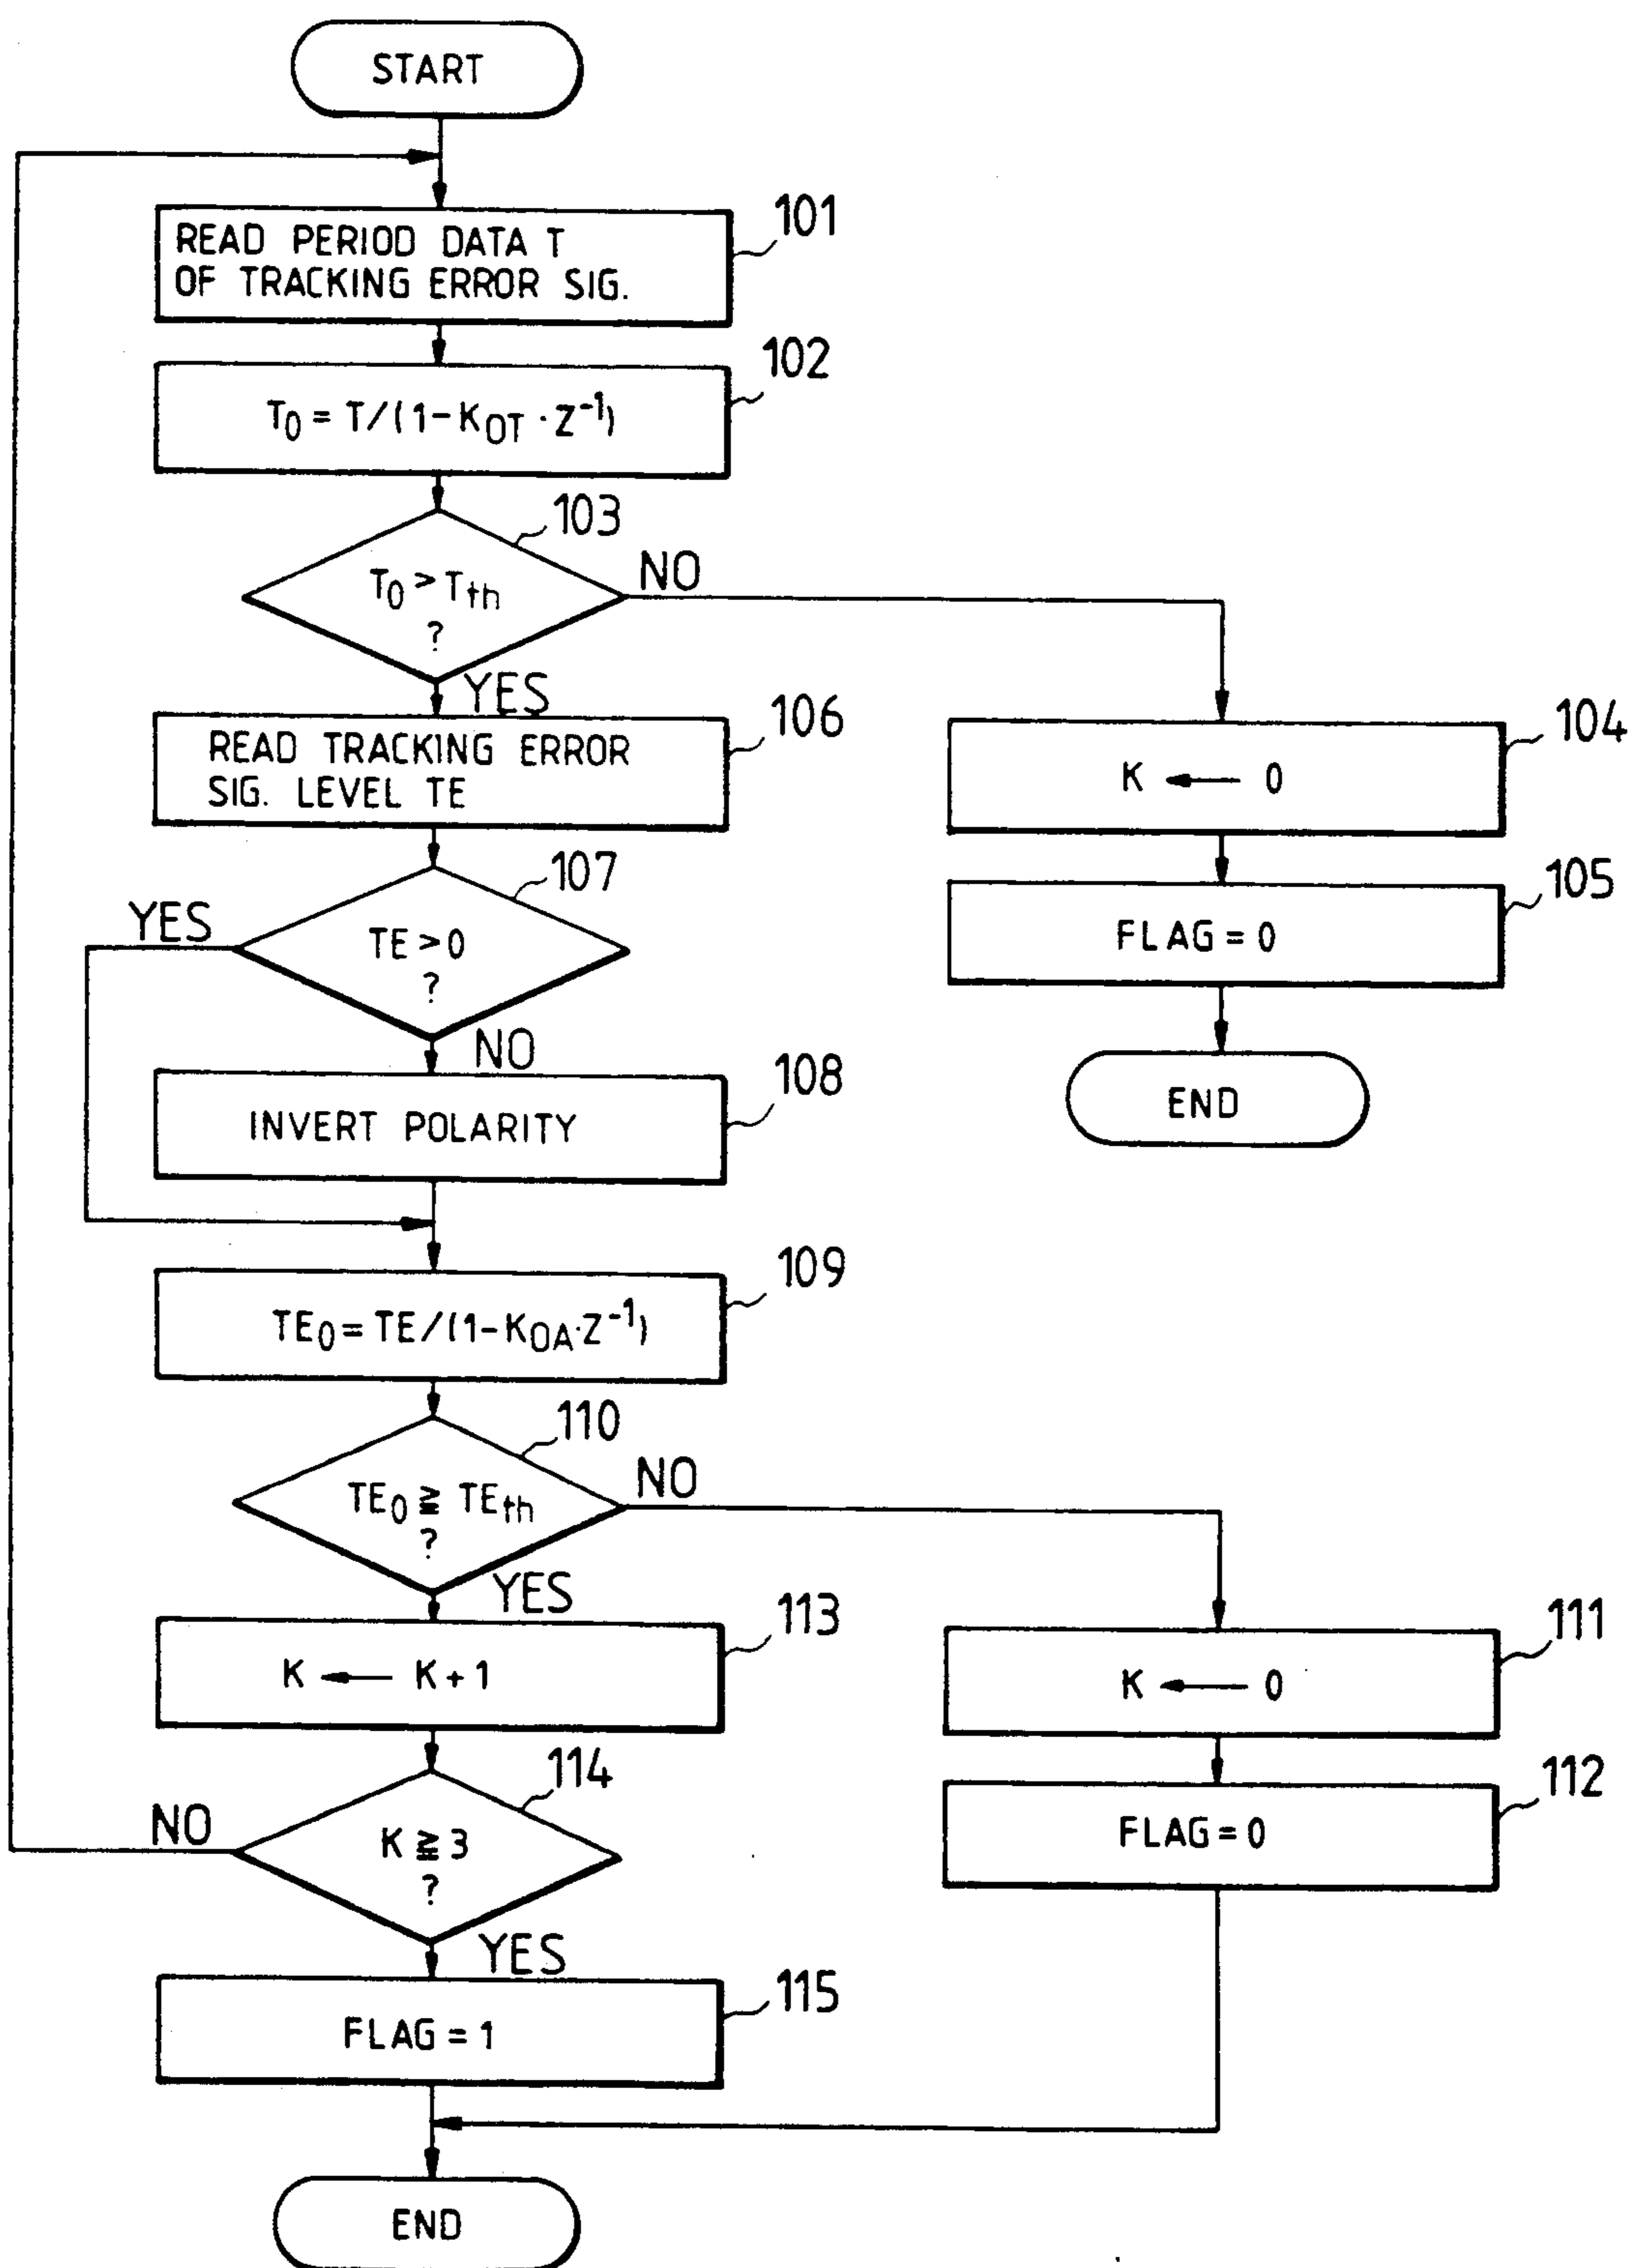 START
101
READ PERIOD DATA T
OF TRACKING ERROR SIG.
102
T₀ = T/(1-K₀T · Z⁻¹)
103
T₀ > Tth
?
NO
YES
104
K ← 0
105
FLAG = 0
END
106
READ TRACKING ERROR
SIG. LEVEL TE
107
YES
TE > 0
?
NO
108
INVERT POLARITY
109
TE₀ = TE/(1-K₀A·Z⁻¹)
110
TE₀ ≧ TEth
?
NO
YES
111
K ← 0
112
FLAG = 0
113
K ← K + 1
114
NO
K ≧ 3
?
YES
115
FLAG = 1
END